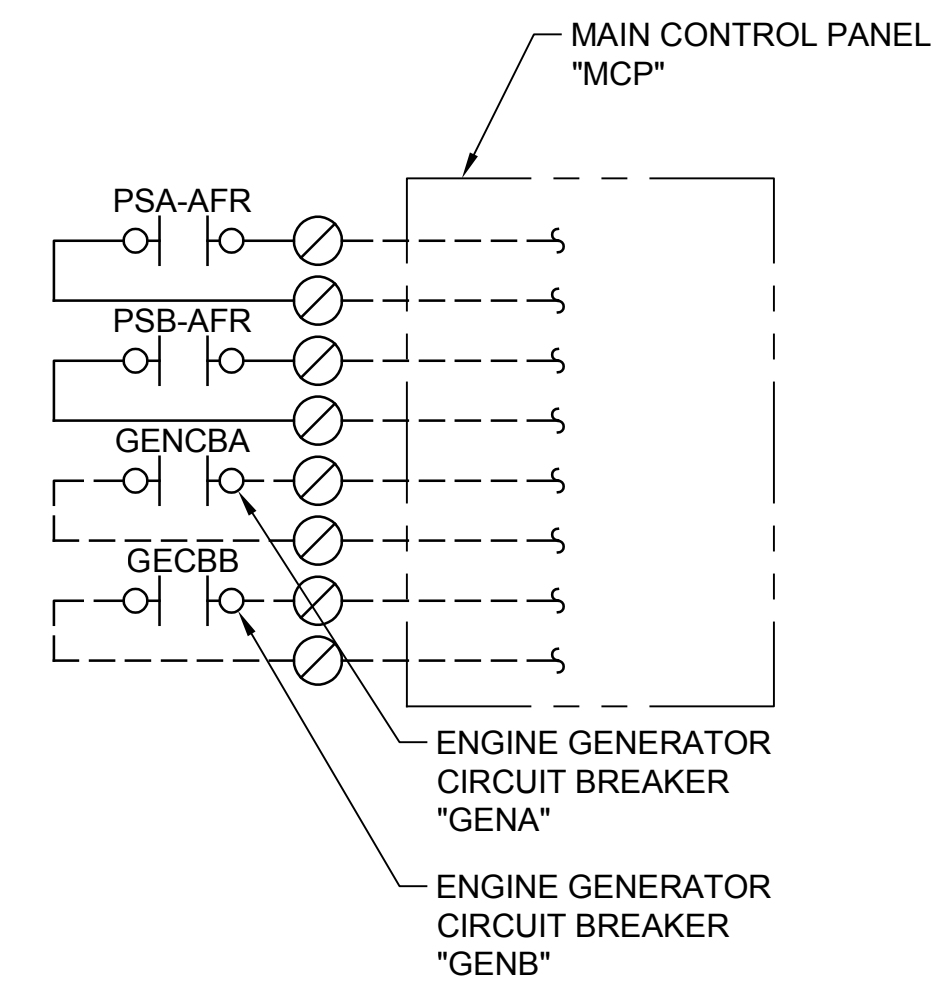 MAIN CONTROL PANEL
"MCP"
PSA-AFR
PSB-AFR
GENCBA
GECBB
ENGINE GENERATOR
CIRCUIT BREAKER
"GENA"
ENGINE GENERATOR
CIRCUIT BREAKER
"GENB"